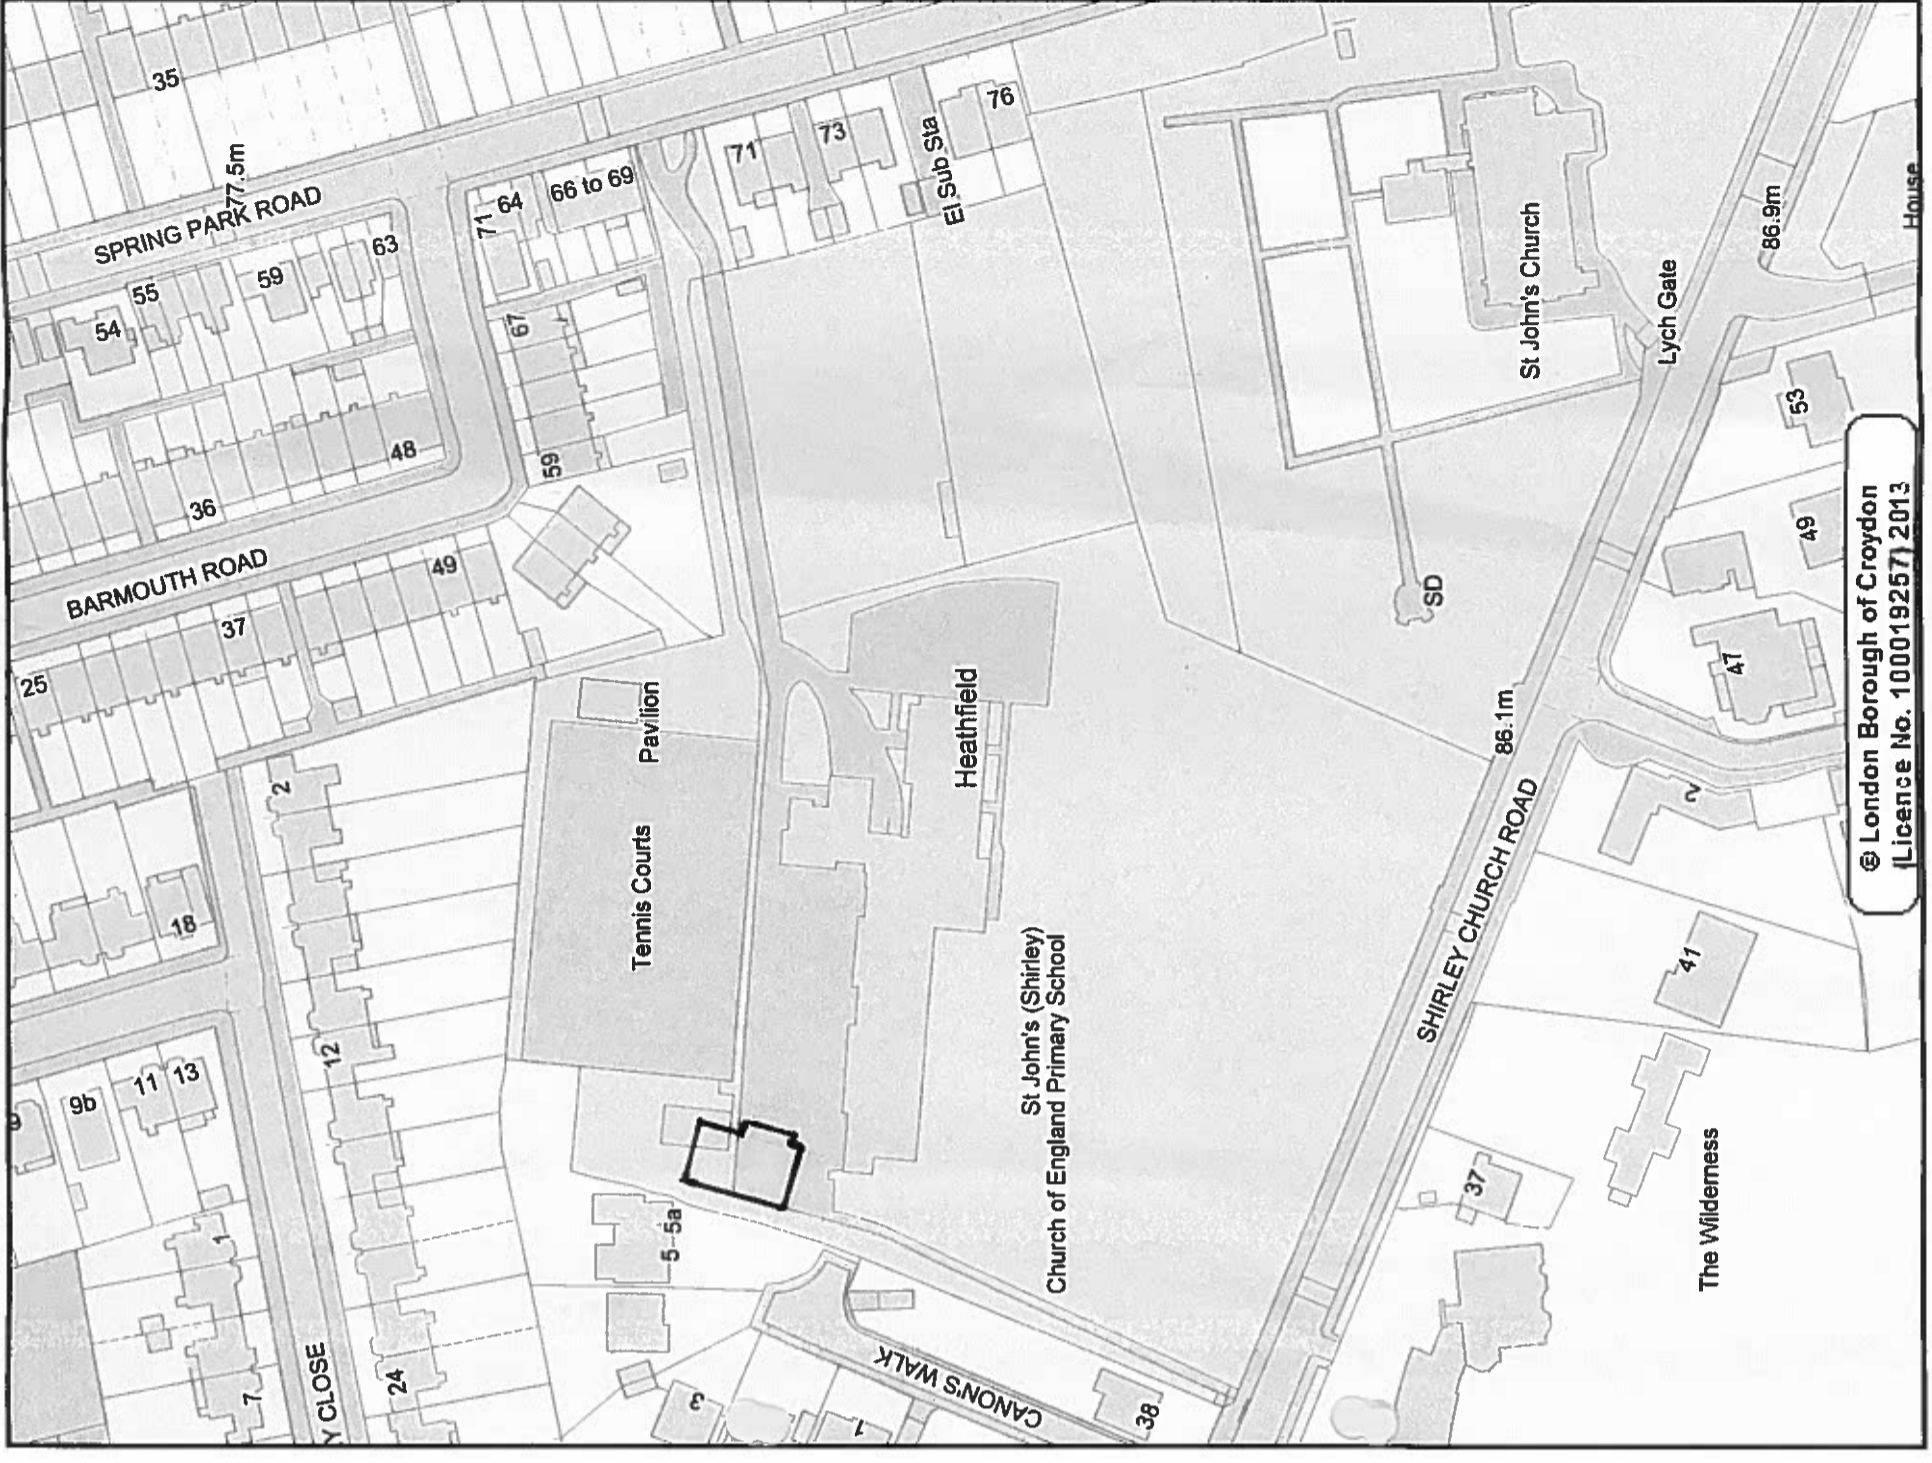 35
77.5m
SPRING PARK ROAD
54
55
59
63
71
64
66 to 69
71
73
El Sub Sta
76
67
59
36
48
BARMOUTH ROAD
25
37
49
St John's Church
Lych Gate
86.9m
House
53
49
47
SD
86.1m
2
Pavilion
Tennis Courts
Heathfield
2
18
12
9
9b
11
13
1
7
Y CLOSE
24
5-5a
3
1
CANON'S WALK
38
St John's (Shirley)
Church of England Primary School
SHIRLEY CHURCH ROAD
41
37
The Wilderness
© London Borough of Croydon
(Licence No. 100019257) 2013